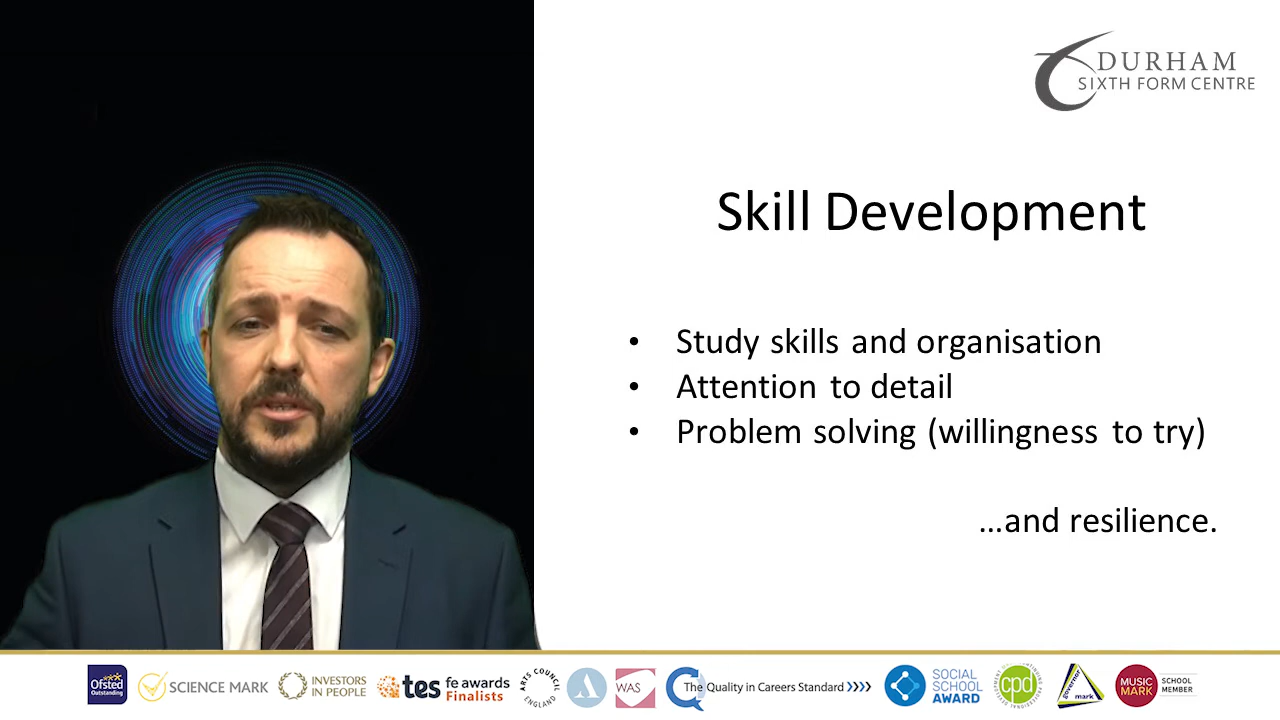 DURHAM
SIXTH FORM CENTRE
Skill Development
• Study skills and organisation
• Attention to detail
• Problem solving (willingness to try)
...and resilience.
Ofsted
Outstanding
SCIENCE MARK
INVESTORS
IN PEOPLE
tes fe awards
Finalists
ARTS COUNCIL
ENGLAND
WAS
The Quality in Careers Standard
SOCIAL
SCHOOL
AWARD
cpd
governor
mark
MUSIC
MARK
SCHOOL
MEMBER